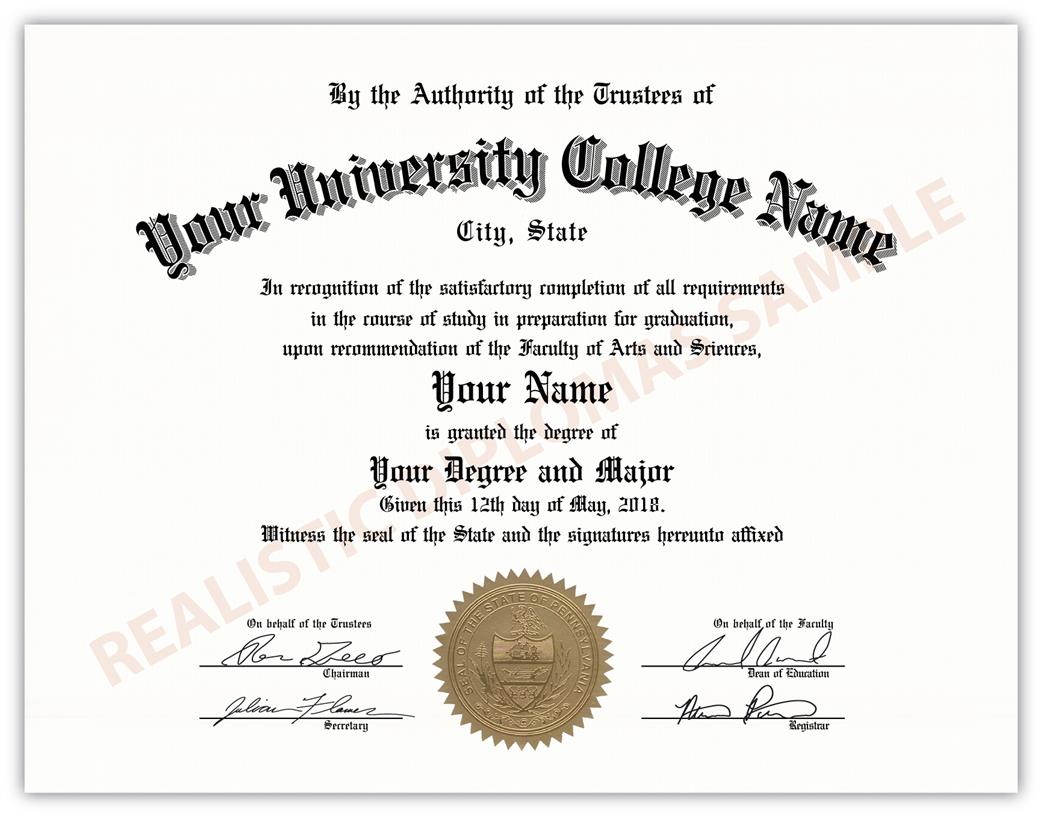 By the Authority of the Trustees of
Your University College Name
City, State
In recognition of the satisfactory completion of all requirements
in the course of study in preparation for graduation,
upon recommendation of the Faculty of Arts and Sciences,
Your Name
is granted the degree of
Your Degree and Major
Given this 12th day of May, 2018.
Witness the seal of the State and the signatures hereunto affixed
REALISTIC DIPLOMAS SAMPLE
SEAL OF THE STATE OF PENNSYLVANIA
On behalf of the Trustees
Chairman
Julian Flames
Secretary
On behalf of the Faculty
Dean of Education
Registrar